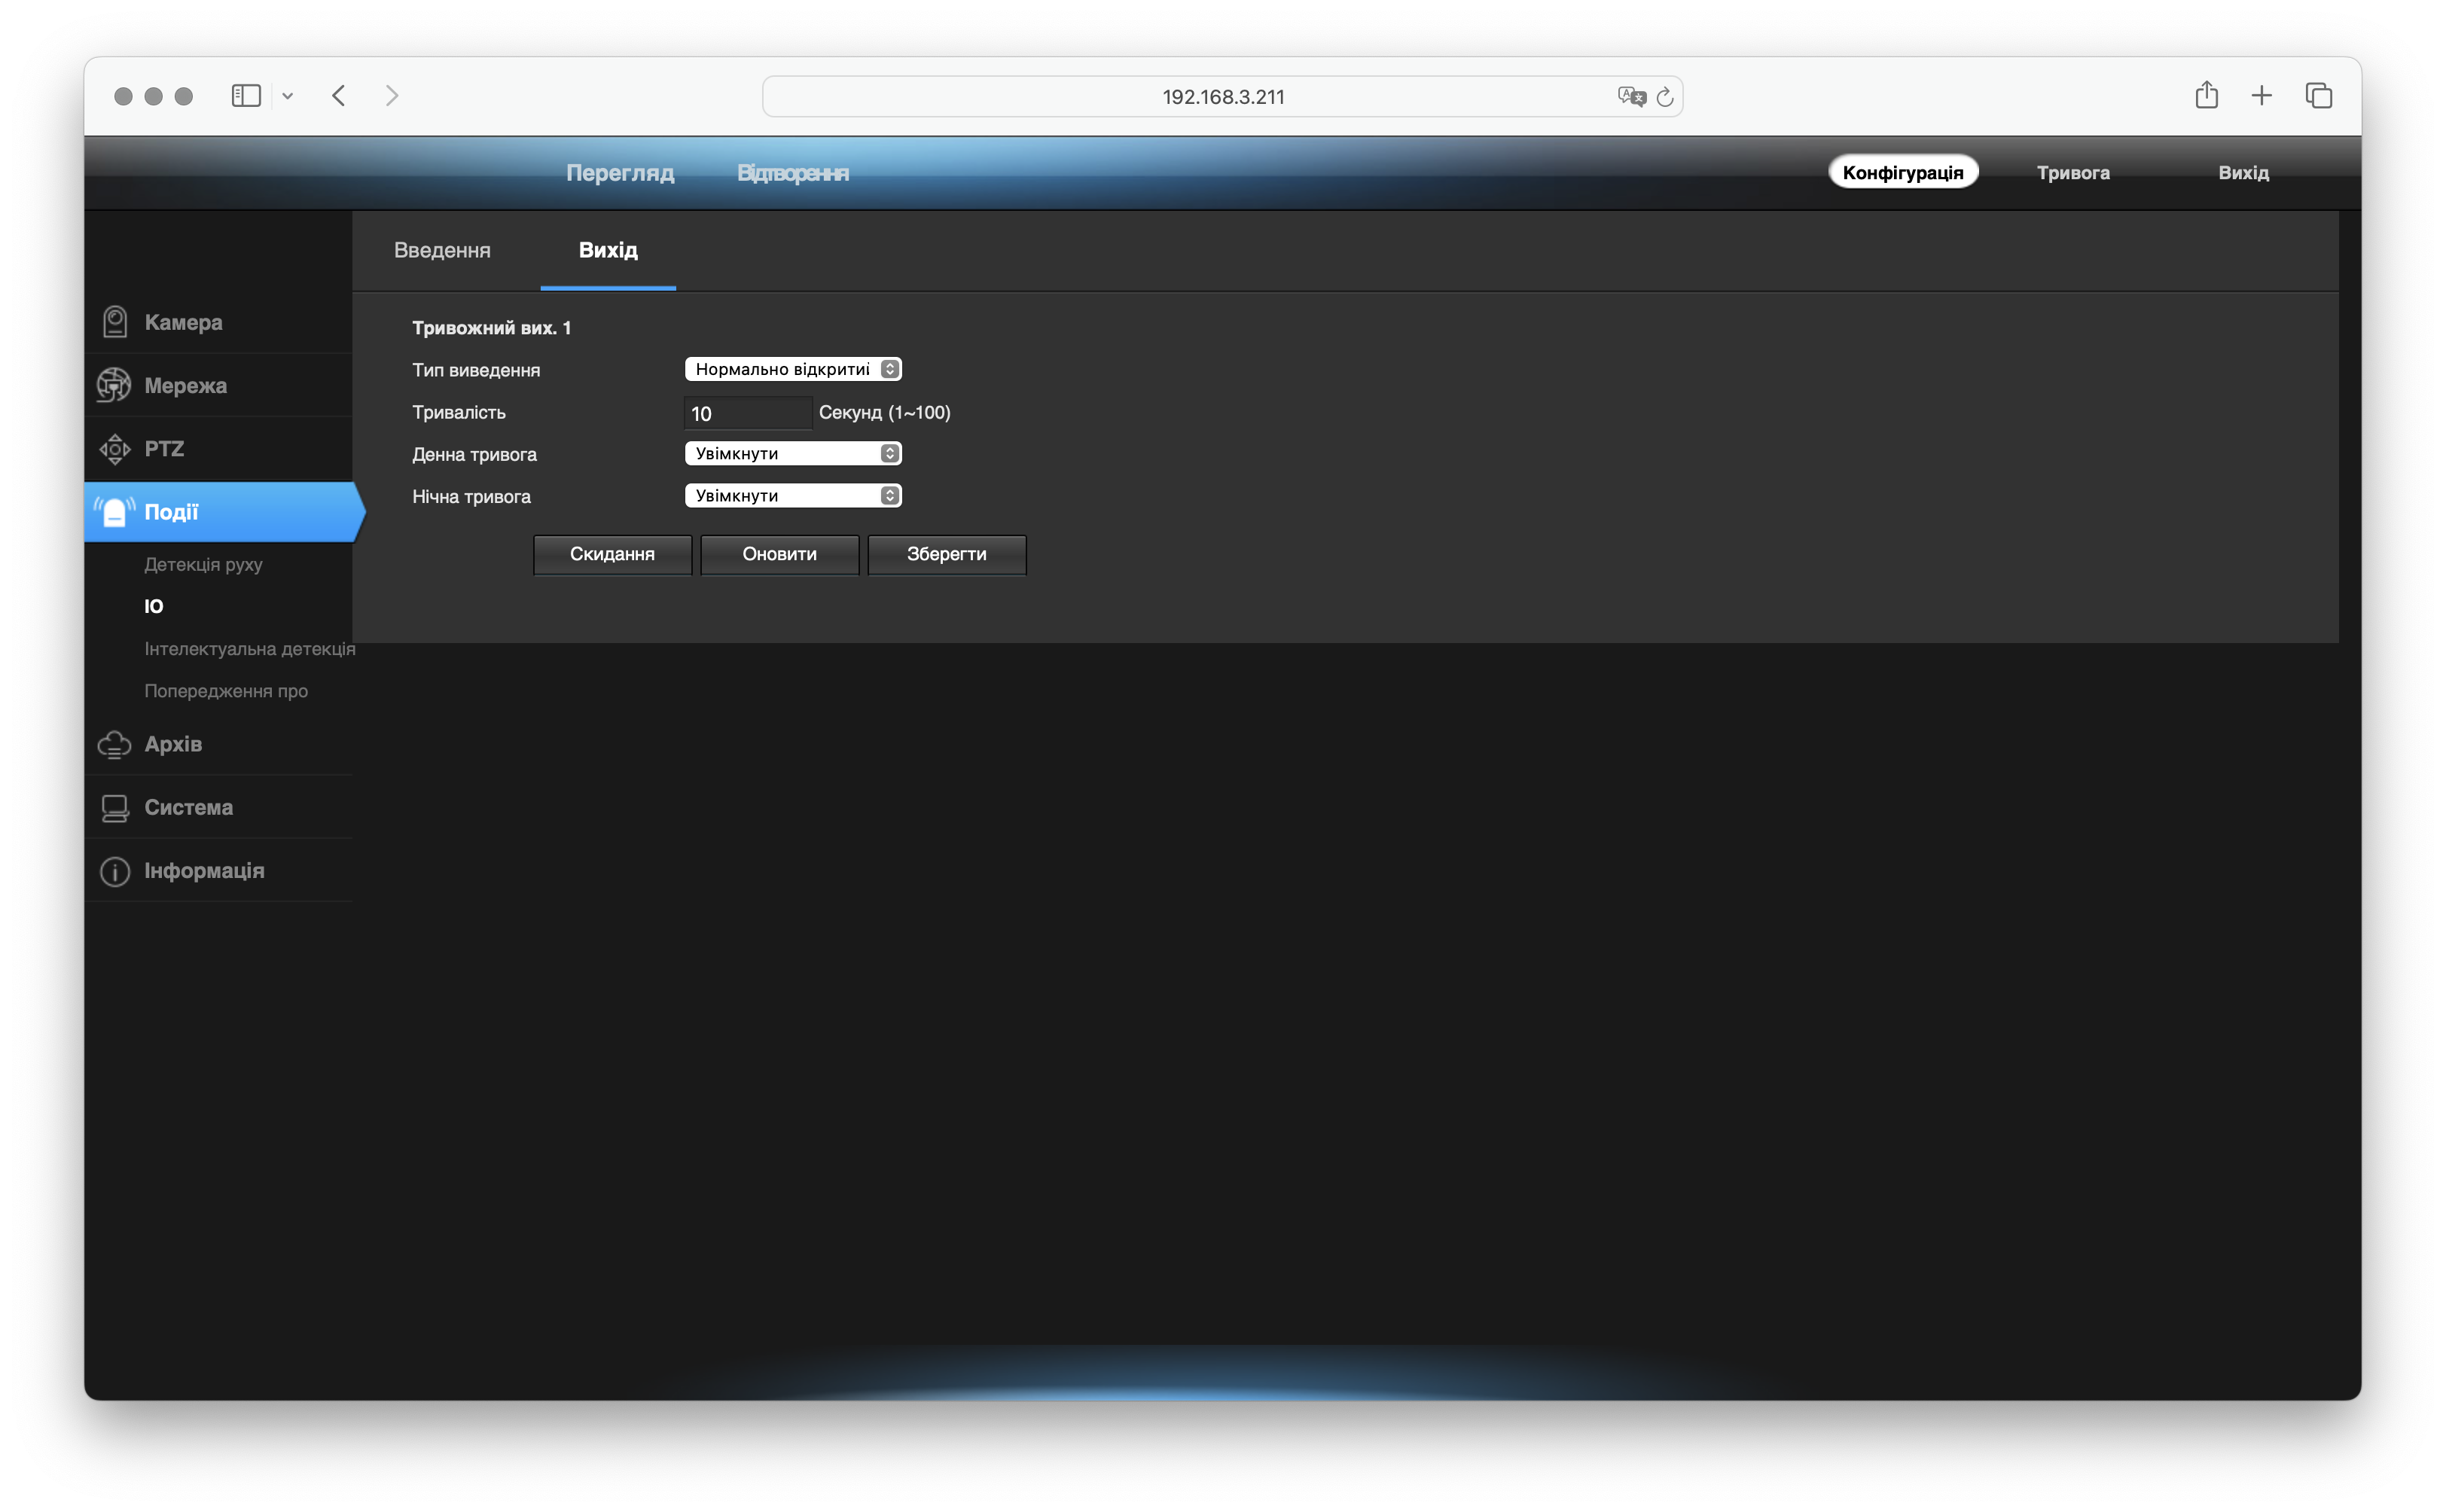 192.168.3.211
Перегляд
Відтворення
Конфігурація
Тривога
Вихід
Введення
Вихід
Камера
Мережа
PTZ
Події
Детекція руху
IO
Інтелектуальна детекція
Попередження про
Архів
Система
Інформація
Тривожний вих. 1
Тип виведення
Нормально відкритий
Тривалість
10
Секунд (1~100)
Денна тривога
Увімкнути
Нічна тривога
Увімкнути
Скидання
Оновити
Зберегти